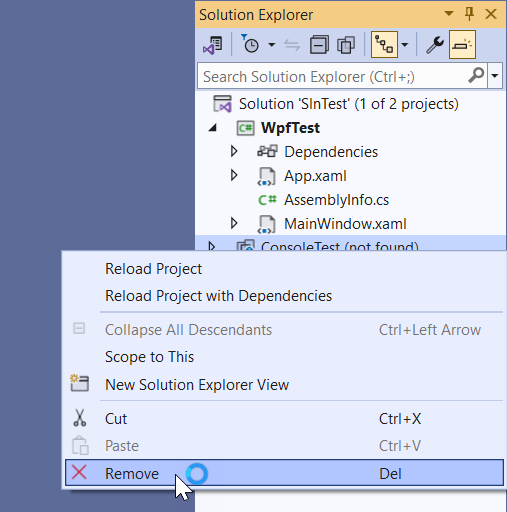 Solution Explorer
Search Solution Explorer (Ctrl+;)
Solution 'SlnTest' (1 of 2 projects)
C# WpfTest
Dependencies
App.xaml
C# AssemblyInfo.cs
MainWindow.xaml
ConsoleTest (not found)
Reload Project
Reload Project with Dependencies
Collapse All Descendants Ctrl+Left Arrow
Scope to This
New Solution Explorer View
Cut Ctrl+X
Paste Ctrl+V
Remove Del